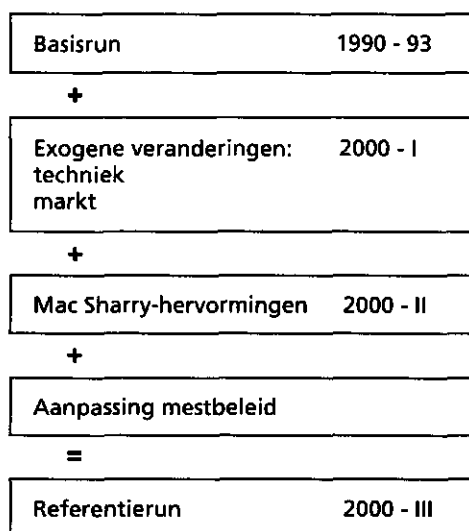 Basisrun 1990 - 93
+
Exogene veranderingen: 2000 - I
techniek
markt
+
Mac Sharry-hervormingen 2000 - II
+
Aanpassing mestbeleid
=
Referentierun 2000 - III